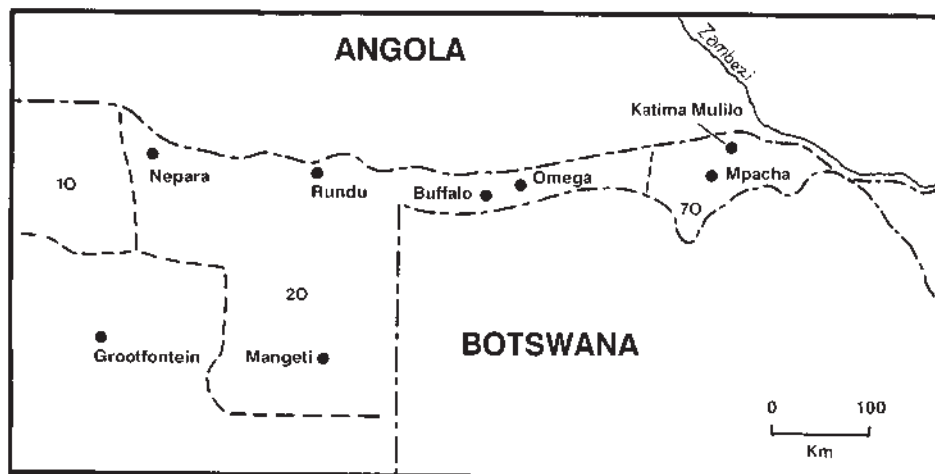 ANGOLA
Zambezi
Katima Mulilo
10
Nepara
Rundu
Buffalo
Omega
Mpacha
70
20
Grootfontein
Mangeti
BOTSWANA
0 100
Km